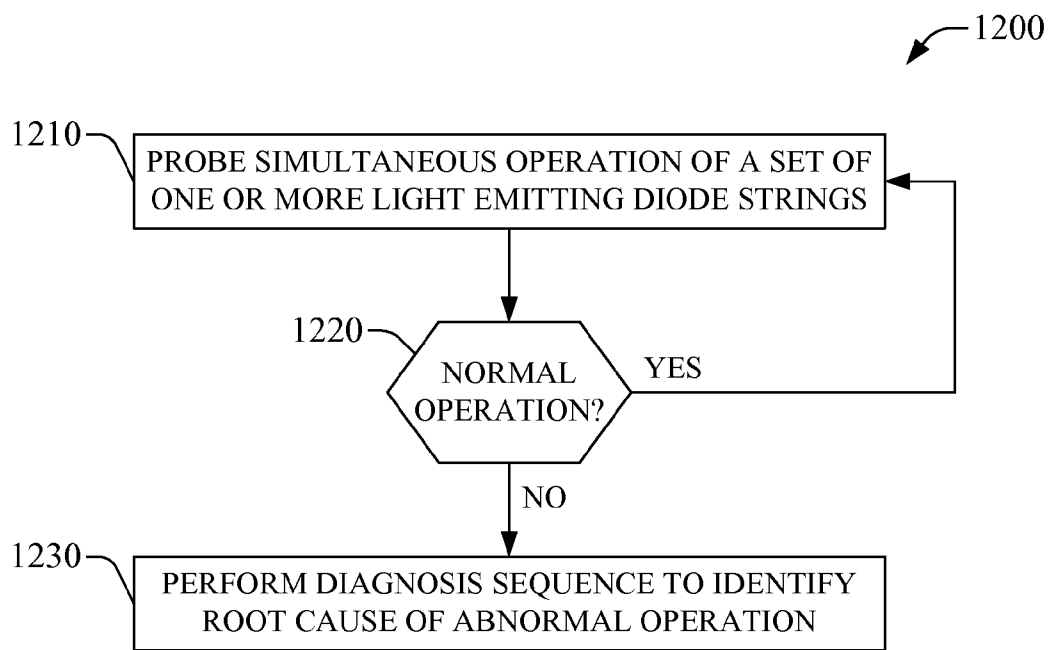 1200
1210
PROBE SIMULTANEOUS OPERATION OF A SET OF
ONE OR MORE LIGHT EMITTING DIODE STRINGS
1220
NORMAL
OPERATION?
YES
NO
1230
PERFORM DIAGNOSIS SEQUENCE TO IDENTIFY
ROOT CAUSE OF ABNORMAL OPERATION